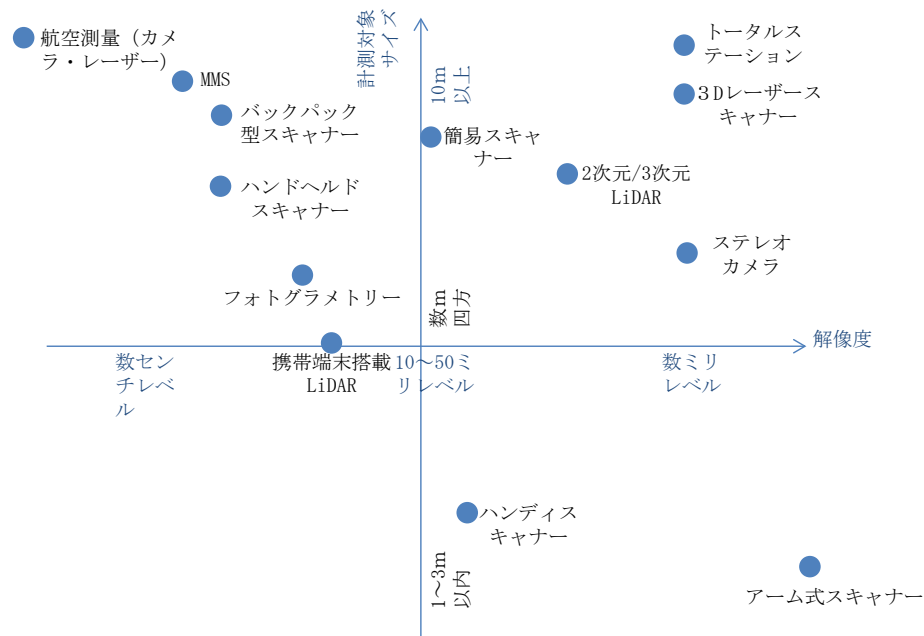 航空測量（カメ
ラ・レーザー）
MMS
バックパック
型スキャナー
ハンドヘルド
スキャナー
フォトグラメトリー
携帯端末搭載
LiDAR
計測対象
サイズ
10m
以上
簡易スキャ
ナー
トータルス
テーション
３Dレーザース
キャナー
2次元/3次元
LiDAR
ステレオ
カメラ
数m
四方
解像度
数セン
チレベ
ル
10～50ミ
リレベル
数ミリ
レベル
ハンディス
キャナー
1～3m
以内
アーム式スキャナー